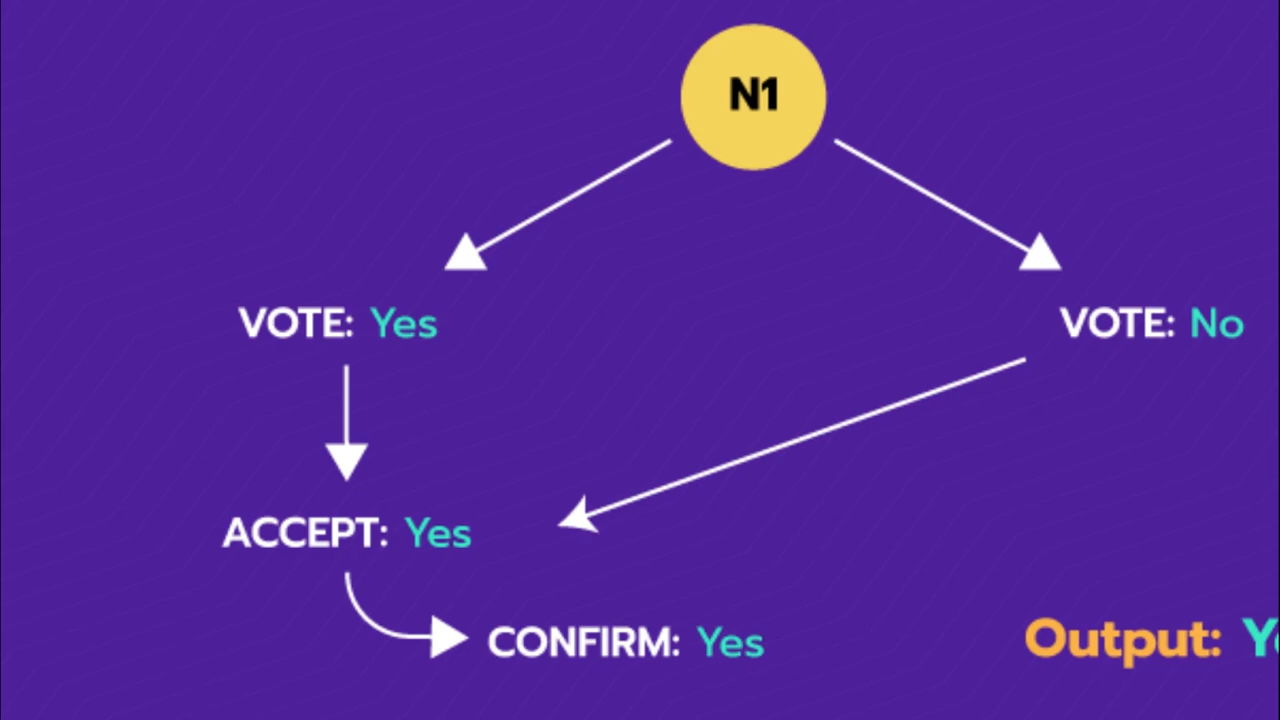 N1
VOTE: Yes
VOTE: No
ACCEPT: Yes
CONFIRM: Yes
Output: